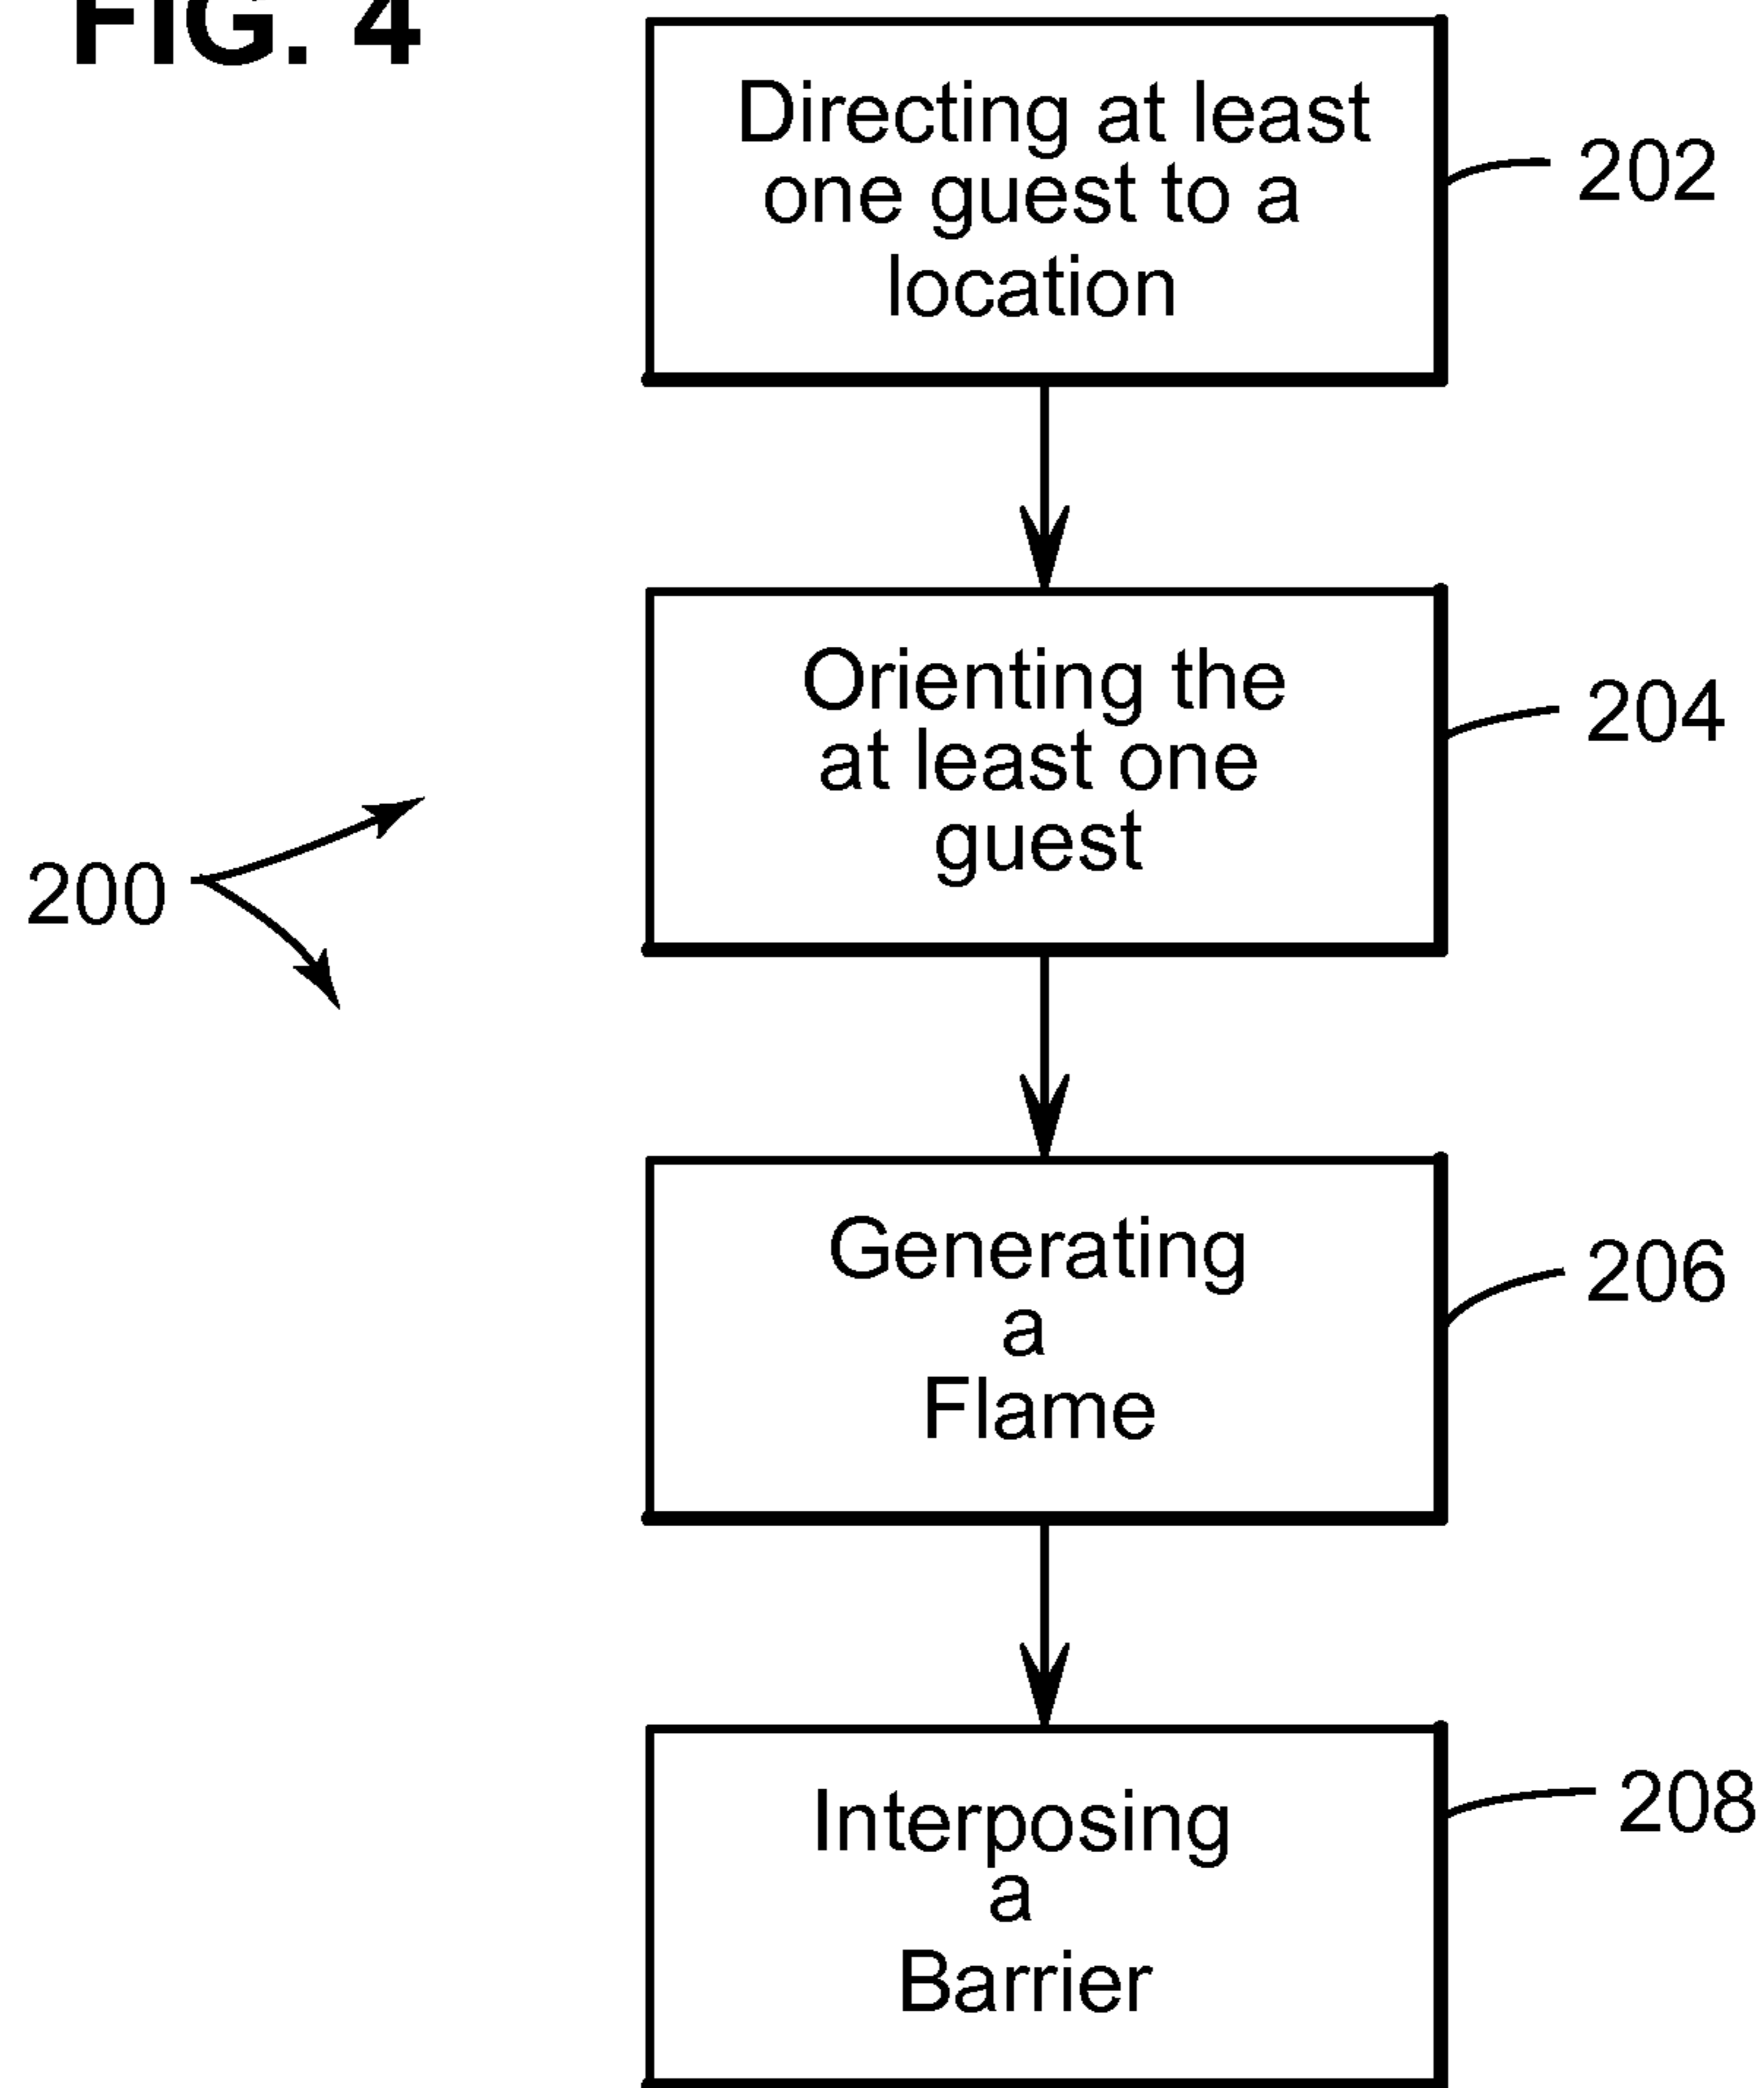 FIG. 4
Directing at least
one guest to a
location
202
Orienting the
at least one
guest
204
200
Generating
a
Flame
206
Interposing
a
Barrier
208